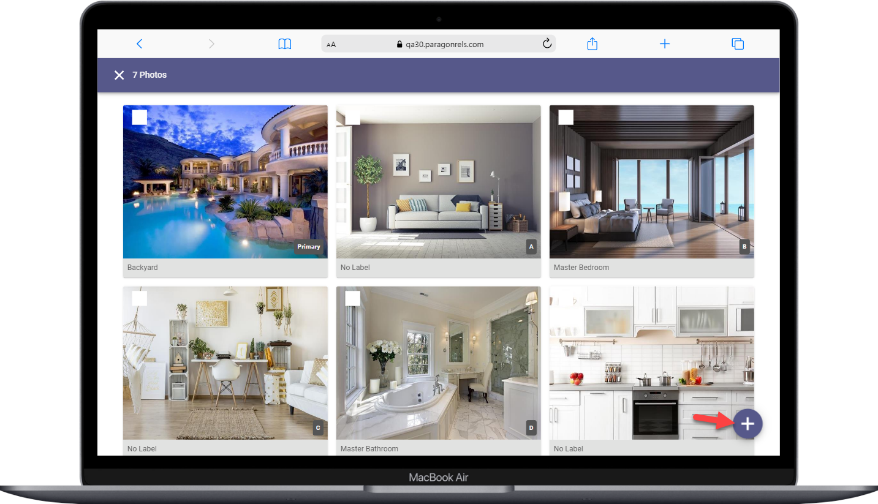 AA qa30.paragonrels.com
7 Photos
Primary
A
B
Backyard
No Label
Master Bedroom
C
D
No Label
Master Bathroom
No Label
MacBook Air